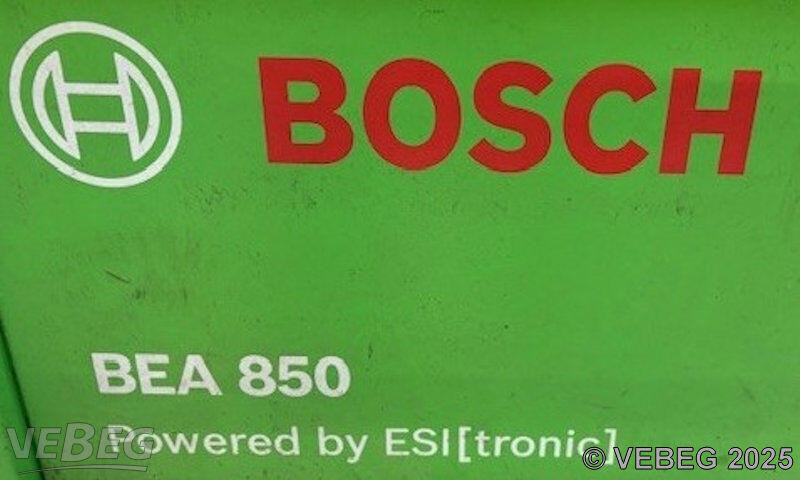 BOSCH
BEA 850
Powered by ESI[tronic]
VEBEG
© VEBEG 2025